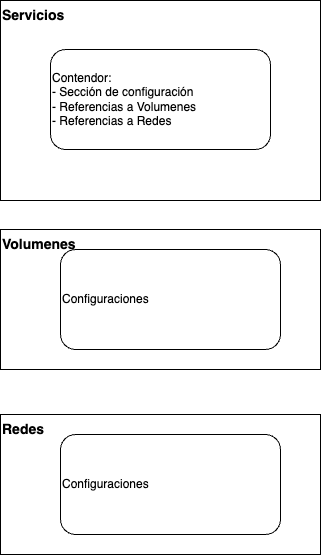 Servicios
Contendor:
- Sección de configuración
- Referencias a Volumenes
- Referencias a Redes
Volumenes
Configuraciones
Redes
Configuraciones